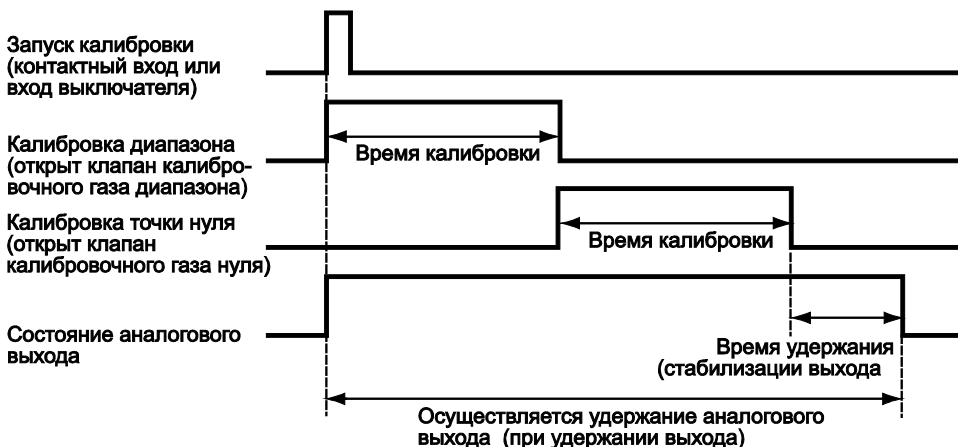 Запуск калибровки
(контактный вход или
вход выключателя)
Калибровка диапазона
(открыт клапан калибро-
вочного газа диапазона)
Время калибровки
Калибровка точки нуля
(открыт клапан
калибровочного газа нуля)
Время калибровки
Состояние аналогового
выхода
Время удержания
(стабилизации выхода
Осуществляется удержание аналогового
выхода (при удержании выхода)